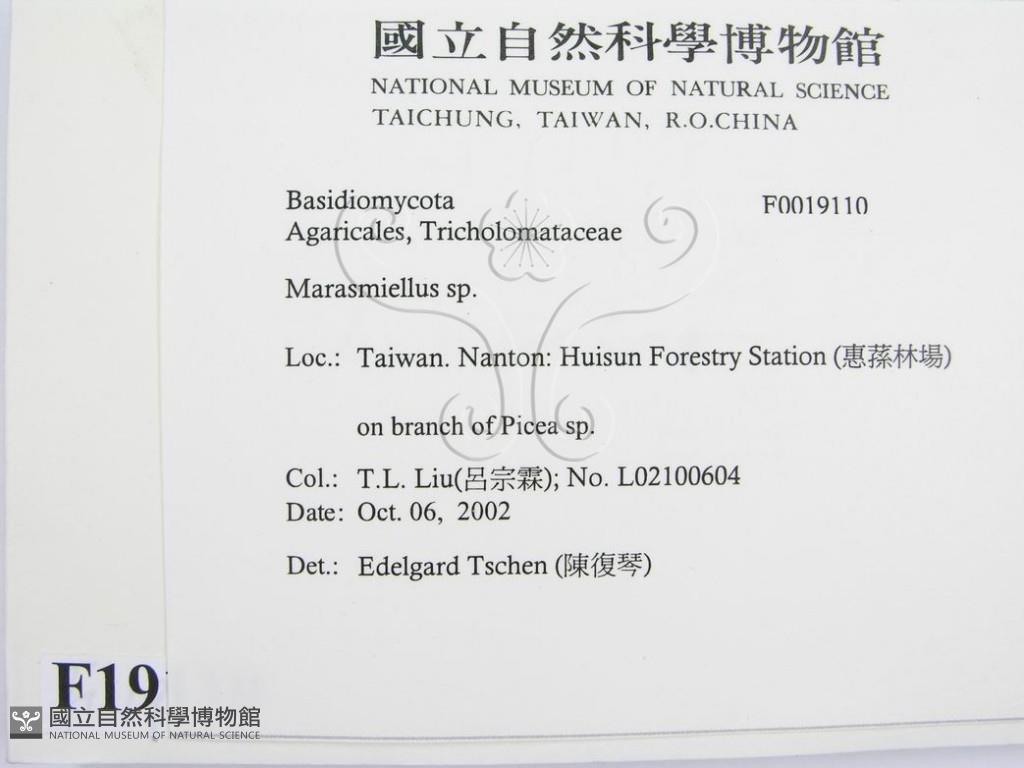 國立自然科學博物館
NATIONAL MUSEUM OF NATURAL SCIENCE
TAICHUNG, TAIWAN, R.O.CHINA
Basidiomycota F0019110
Agaricales, Tricholomataceae
Marasmiellus sp.
Loc.: Taiwan. Nanton: Huisun Forestry Station (惠蓀林場)
on branch of Picea sp.
Col.: T.L. Liu(呂宗霖); No. L02100604
Date: Oct. 06, 2002
Det.: Edelgard Tschen (陳復琴)
F19
國立自然科學博物館
NATIONAL MUSEUM OF NATURAL SCIENCE